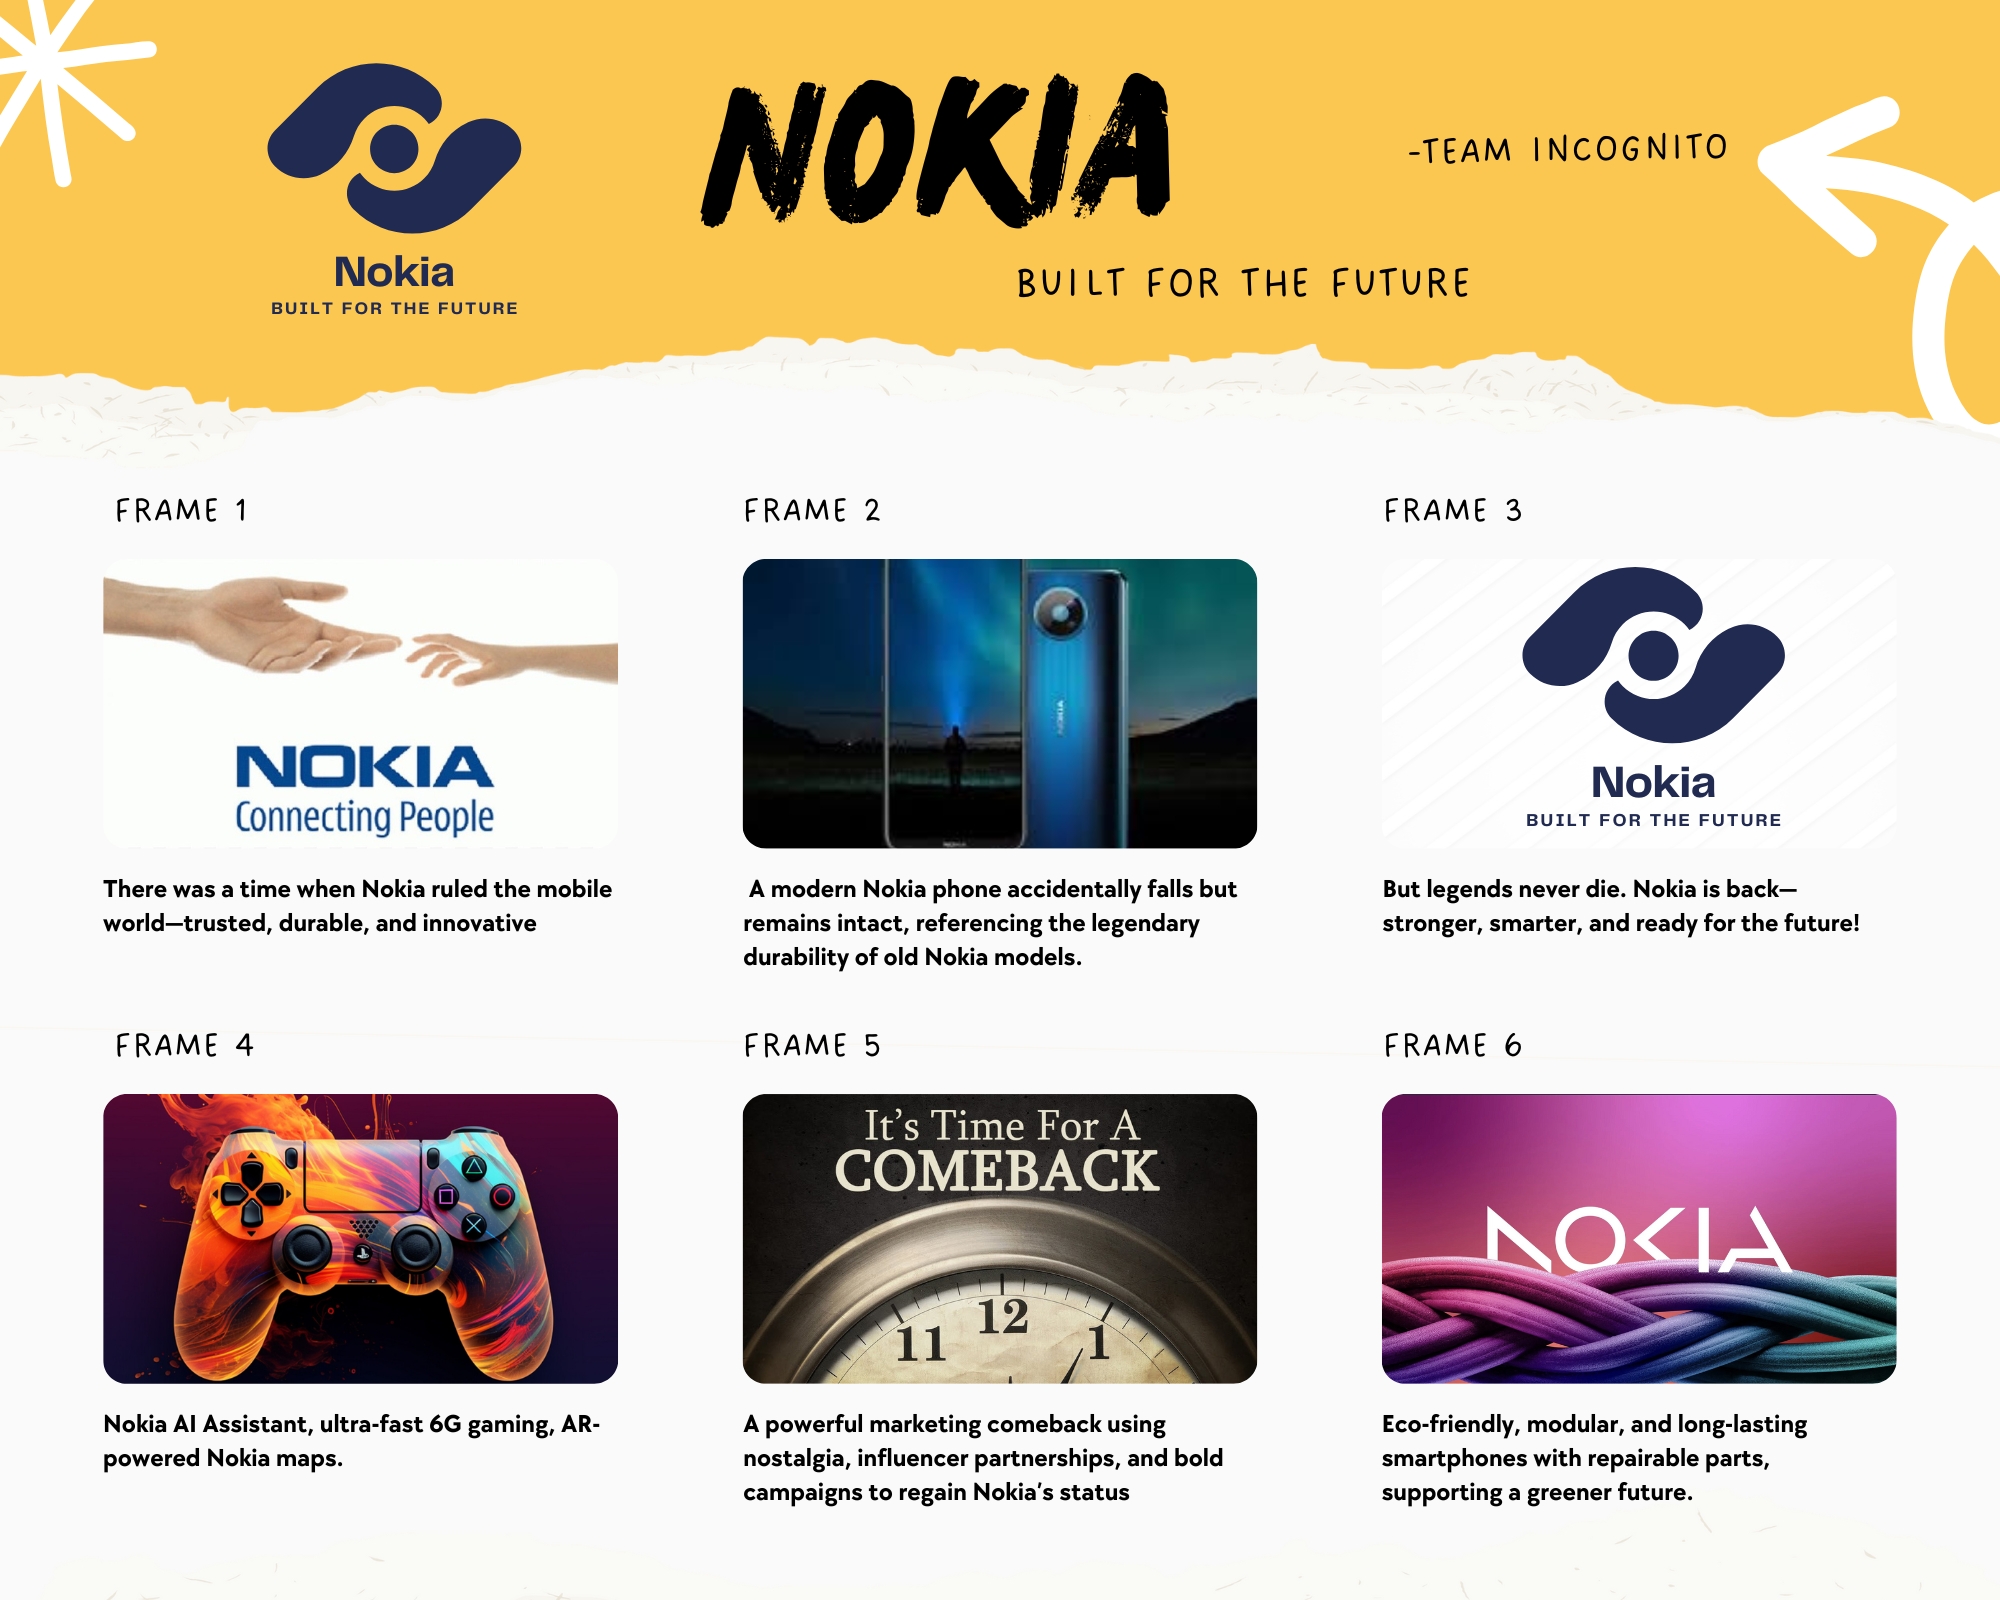 Nokia
BUILT FOR THE FUTURE
NOKIA
-TEAM INCOGNITO
BUILT FOR THE FUTURE
FRAME 1
NOKIA
Connecting People
There was a time when Nokia ruled the mobile
world—trusted, durable, and innovative
FRAME 2
NOKIA
NOKIA
A modern Nokia phone accidentally falls but
remains intact, referencing the legendary
durability of old Nokia models.
FRAME 3
Nokia
BUILT FOR THE FUTURE
But legends never die. Nokia is back—
stronger, smarter, and ready for the future!
FRAME 4
Nokia AI Assistant, ultra-fast 6G gaming, AR-
powered Nokia maps.
FRAME 5
It's Time For A
COMEBACK
11 12 1
A powerful marketing comeback using
nostalgia, influencer partnerships, and bold
campaigns to regain Nokia's status
FRAME 6
NOKIA
Eco-friendly, modular, and long-lasting
smartphones with repairable parts,
supporting a greener future.